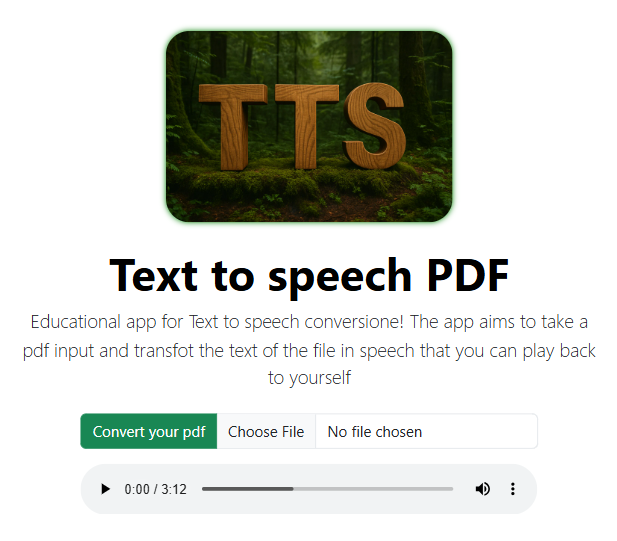 TTS
Text to speech PDF
Educational app for Text to speech conversione! The app aims to take a
pdf input and transfot the text of the file in speech that you can play back
to yourself
Convert your pdf Choose File No file chosen
0:00 / 3:12